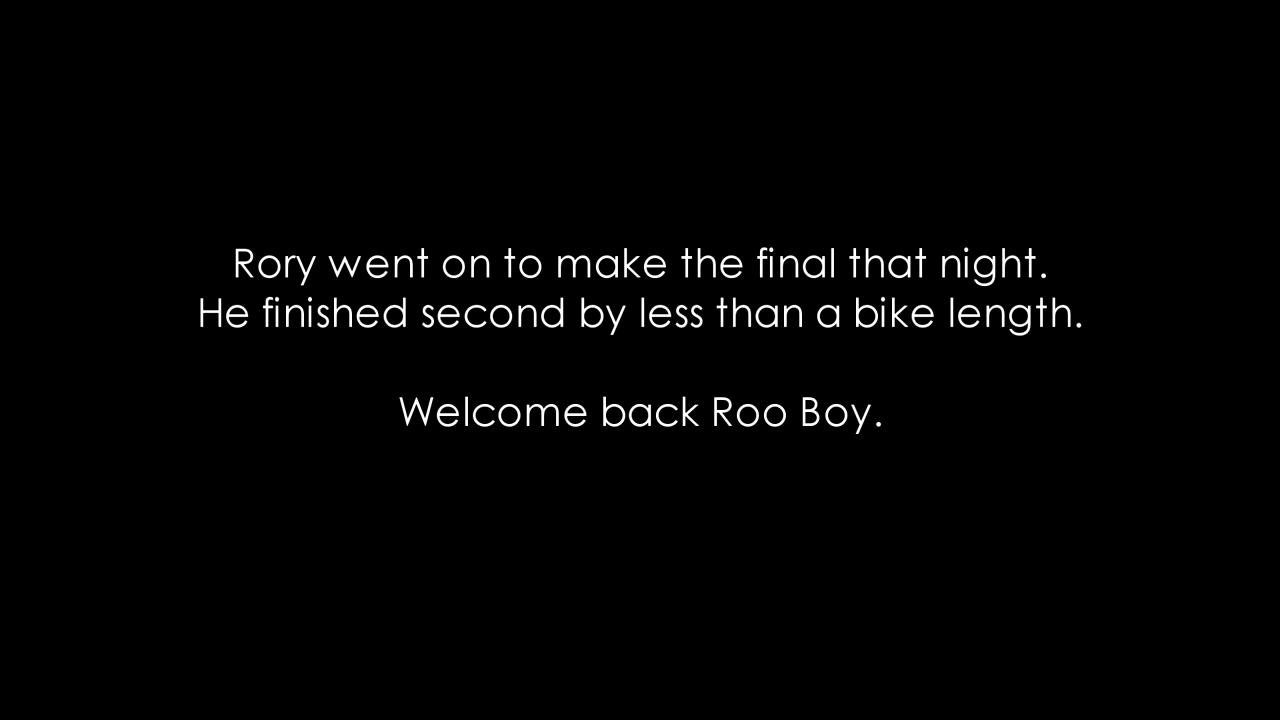 Rory went on to make the final that night.
He finished second by less than a bike length.
Welcome back Roo Boy.